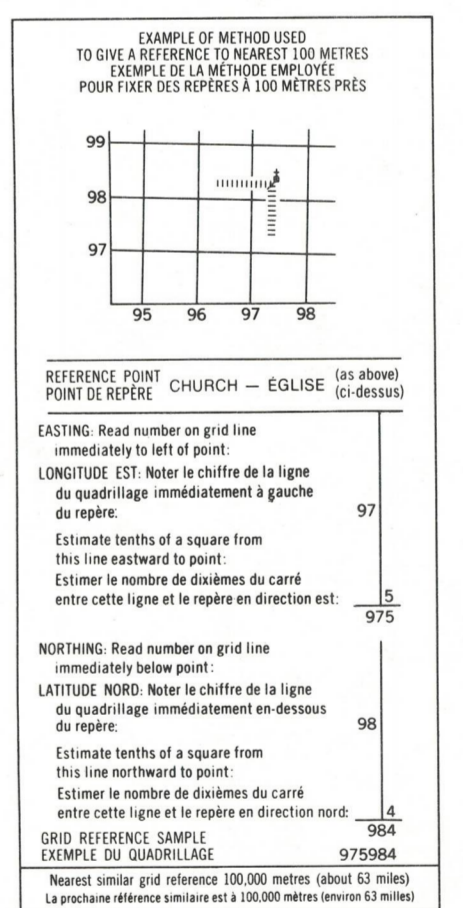 EXAMPLE OF METHOD USED
TO GIVE A REFERENCE TO NEAREST 100 METRES
EXEMPLE DE LA MÉTHODE EMPLOYÉE
POUR FIXER DES REPÈRES À 100 MÈTRES PRÈS
99
98
97
95 96 97 98
REFERENCE POINT
POINT DE REPÈRE
CHURCH — ÉGLISE
(as above)
(ci-dessus)
EASTING: Read number on grid line
immediately to left of point:
LONGITUDE EST: Noter le chiffre de la ligne
du quadrillage immédiatement à gauche
du repère: 97
Estimate tenths of a square from
this line eastward to point:
Estimer le nombre de dixièmes du carré
entre cette ligne et le repère en direction est: 5
975
NORTHING: Read number on grid line
immediately below point:
LATITUDE NORD: Noter le chiffre de la ligne
du quadrillage immédiatement en-dessous
du repère: 98
Estimate tenths of a square from
this line northward to point:
Estimer le nombre de dixièmes du carré
entre cette ligne et le repère en direction nord: 4
984
GRID REFERENCE SAMPLE
EXEMPLE DU QUADRILLAGE 975984
Nearest similar grid reference 100,000 metres (about 63 miles)
La prochaine référence similaire est à 100,000 mètres (environ 63 milles)